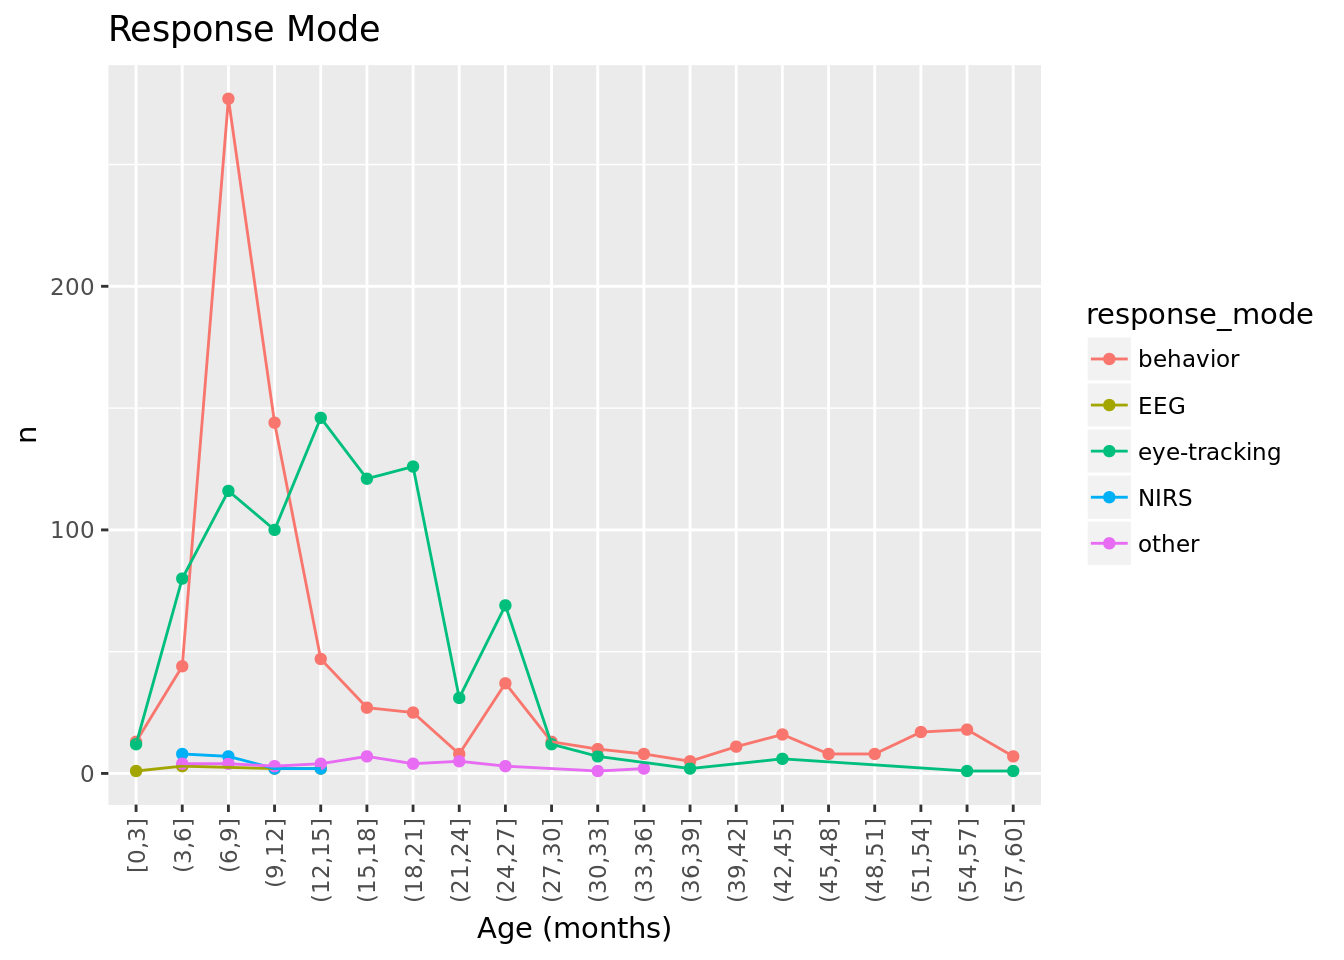 Response Mode
n
200
100
0
[0,3]
(3,6]
(6,9]
(9,12]
(12,15]
(15,18]
(18,21]
(21,24]
(24,27]
(27,30]
(30,33]
(33,36]
(36,39]
(39,42]
(42,45]
(45,48]
(48,51]
(51,54]
(54,57]
(57,60]
Age (months)
response_mode
behavior
EEG
eye-tracking
NIRS
other